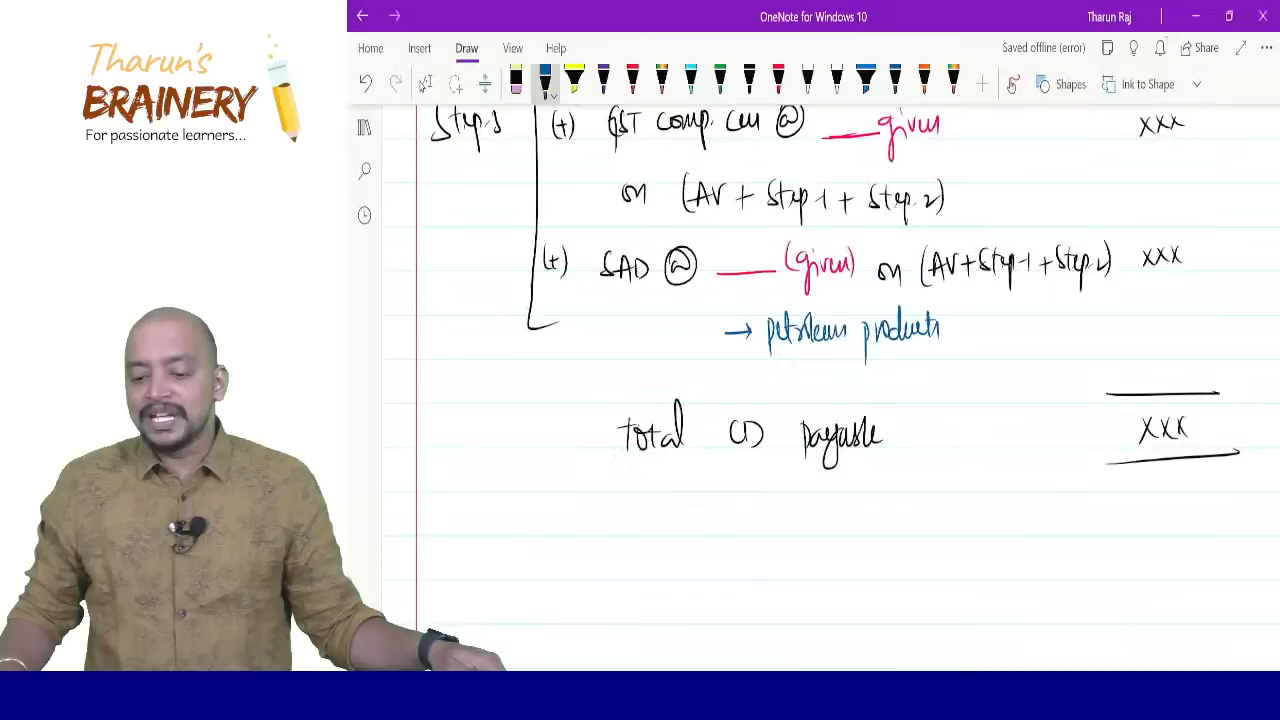 Tharun's
BRAINERY
For passionate learners...
OneNote for Windows 10
Tharun Raj
Home Insert Draw View Help
Saved offline (error)
Share
Shapes
Ink to Shape
Step.3 (+) GST comp. Cess @ ___ given xxx
on (AV + Step.1 + Step.2)
(+) SAD @ ___ (given) on (AV+Step-1+Step.2) xxx
→ petroleum products
total CD payable xxx